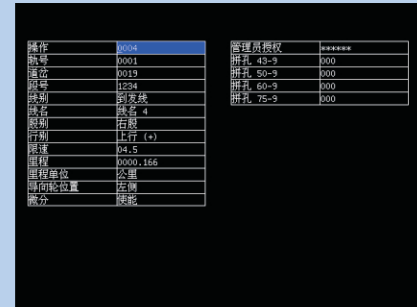 操作 0004
轨号 0001
道岔 0019
段号 1234
线别 到发线
线名 线名 4
股别 右股
行别 上行 (+)
限速 04.5
里程 0000.166
里程单位 公里
导向轮位置 左侧
微分 使能
管理员授权 ******
拼孔 43-9 000
拼孔 50-9 000
拼孔 60-9 000
拼孔 75-9 000